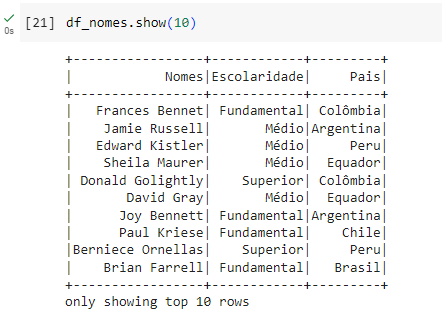 [21] df_nomes.show(10)
0s
+-----------------+------------+---------+
|            Nomes|Escolaridade|     Pais|
+-----------------+------------+---------+
|   Frances Bennet| Fundamental| Colômbia|
|    Jamie Russell|       Médio|Argentina|
|   Edward Kistler|       Médio|     Peru|
|    Sheila Maurer|       Médio|  Equador|
| Donald Golightly|    Superior| Colômbia|
|       David Gray|       Médio|  Equador|
|      Joy Bennett| Fundamental|Argentina|
|      Paul Kriese| Fundamental|    Chile|
|Berniece Ornellas|    Superior|     Peru|
|    Brian Farrell| Fundamental|   Brasil|
+-----------------+------------+---------+
only showing top 10 rows